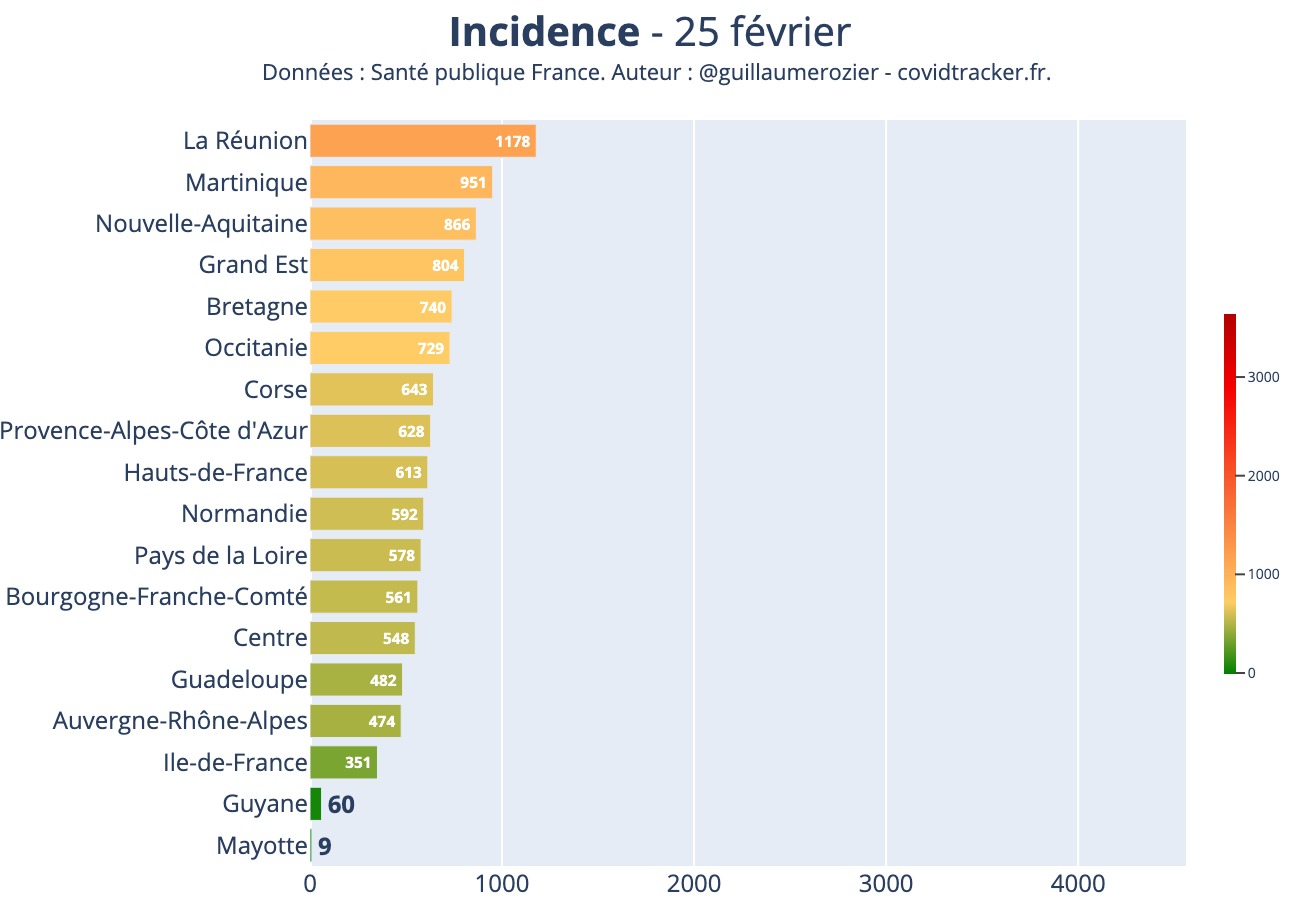 Incidence - 25 février
Données : Santé publique France. Auteur : @guillaumerozier - covidtracker.fr.
La Réunion 1178
Martinique 951
Nouvelle-Aquitaine 866
Grand Est 804
Bretagne 740
Occitanie 729
Corse 643
Provence-Alpes-Côte d'Azur 628
Hauts-de-France 613
Normandie 592
Pays de la Loire 578
Bourgogne-Franche-Comté 561
Centre 548
Guadeloupe 482
Auvergne-Rhône-Alpes 474
Ile-de-France 351
Guyane 60
Mayotte 9
0 1000 2000 3000 4000
3000
2000
1000
0